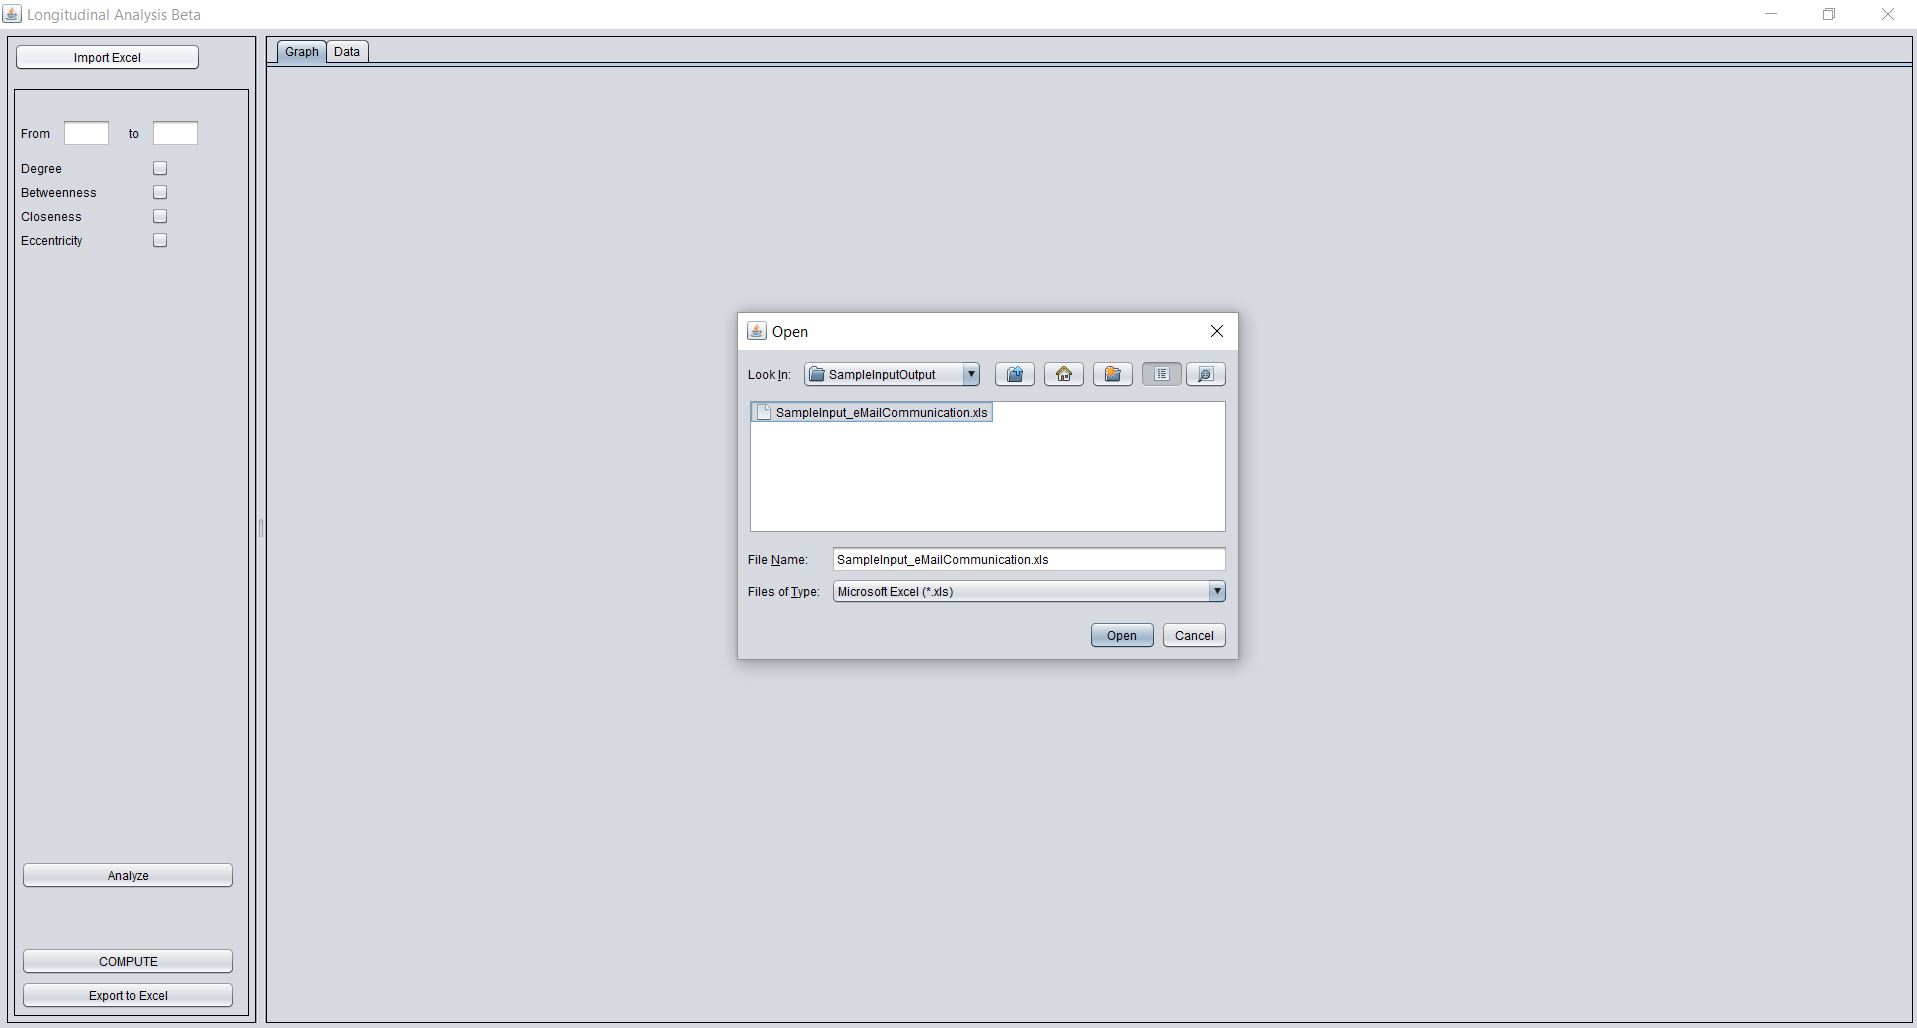 Longitudinal Analysis Beta
Import Excel
Graph Data
From to
Degree
Betweenness
Closeness
Eccentricity
Open
Look In: SampleInputOutput
SampleInput_eMailCommunication.xls
File Name: SampleInput_eMailCommunication.xls
Files of Type: Microsoft Excel (*.xls)
Open Cancel
Analyze
COMPUTE
Export to Excel